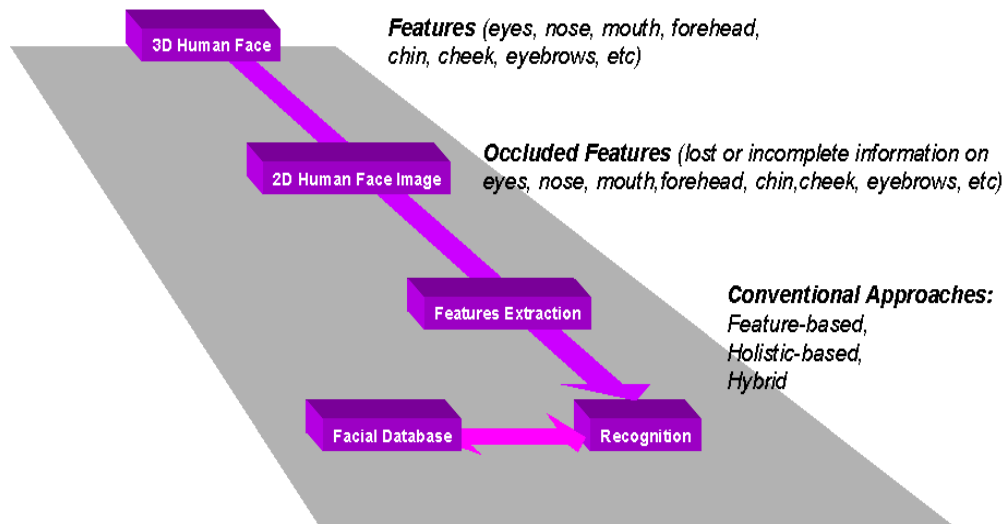 3D Human Face
Features (eyes, nose, mouth, forehead,
chin, cheek, eyebrows, etc)
2D Human Face Image
Occluded Features (lost or incomplete information on
eyes, nose, mouth,forehead, chin,cheek, eyebrows, etc)
Features Extraction
Conventional Approaches:
Feature-based,
Holistic-based,
Hybrid
Facial Database
Recognition